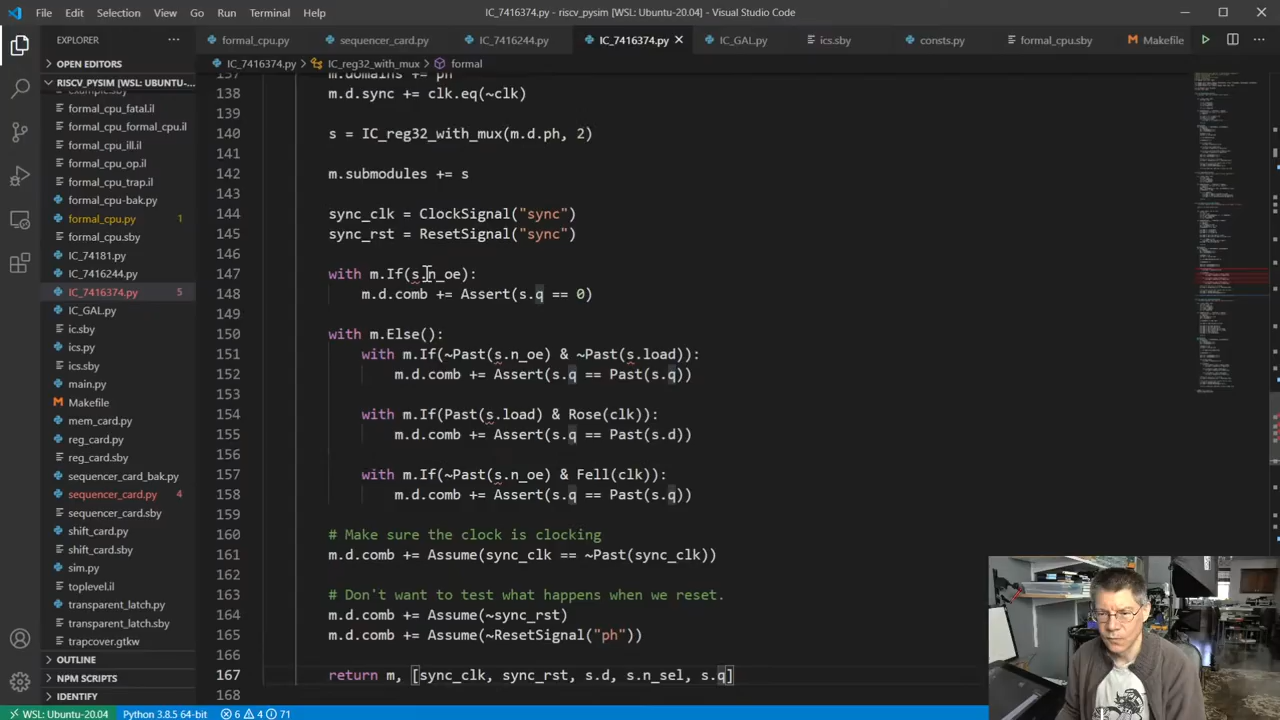 File Edit Selection View Go Run Terminal Help
IC_7416374.py - riscv_pysim [WSL: Ubuntu-20.04] - Visual Studio Code
EXPLORER
formal_cpu.py sequencer_card.py IC_7416244.py IC_7416374.py IC_GAL.py ics.sby consts.py formal_cpu.sby Makefile
IC_7416374.py > IC_reg32_with_mux > formal
OPEN EDITORS
RISCV_PYSIM [WSL: UBUNTU-...
formal_cpu_fatal.il
formal_cpu_formal_cpu.il
formal_cpu_ill.il
formal_cpu_op.il
formal_cpu_trap.il
formal_cpu-bak.py
formal_cpu.py 1
formal_cpu.sby
IC_74181.py
IC_7416244.py
IC_7416374.py 5
IC_GAL.py
ic.sby
ics.py
ics.sby
main.py
Makefile
mem_card.py
reg_card.py
reg_card.sby
sequencer_card_bak.py
sequencer_card.py 4
sequencer_card.sby
shift_card.py
shift_card.sby
sim.py
toplevel.il
transparent_latch.py
transparent_latch.sby
trapcover.gtkw
OUTLINE
NPM SCRIPTS
IDENTIFY
137 m.domains += ph
138 m.d.sync += clk.eq(~clk)
139
140 s = IC_reg32_with_mux(m.d.ph, 2)
141
142 m.submodules += s
143
144 sync_clk = ClockSignal("sync")
145 sync_rst = ResetSignal("sync")
146
147 with m.If(s.n_oe):
148 m.d.comb += Assert(s.q == 0)
149
150 with m.Else():
151 with m.If(~Past(s.n_oe) & ~Past(s.load)):
152 m.d.comb += Assert(s.q == Past(s.q))
153
154 with m.If(Past(s.load) & Rose(clk)):
155 m.d.comb += Assert(s.q == Past(s.d))
156
157 with m.If(~Past(s.n_oe) & Fell(clk)):
158 m.d.comb += Assert(s.q == Past(s.q))
159
160 # Make sure the clock is clocking
161 m.d.comb += Assume(sync_clk == ~Past(sync_clk))
162
163 # Don't want to test what happens when we reset.
164 m.d.comb += Assume(~sync_rst)
165 m.d.comb += Assume(~ResetSignal("ph"))
166
167 return m, [sync_clk, sync_rst, s.d, s.n_sel, s.q]
168
WSL: Ubuntu-20.04 Python 3.8.5 64-bit 6 4 71